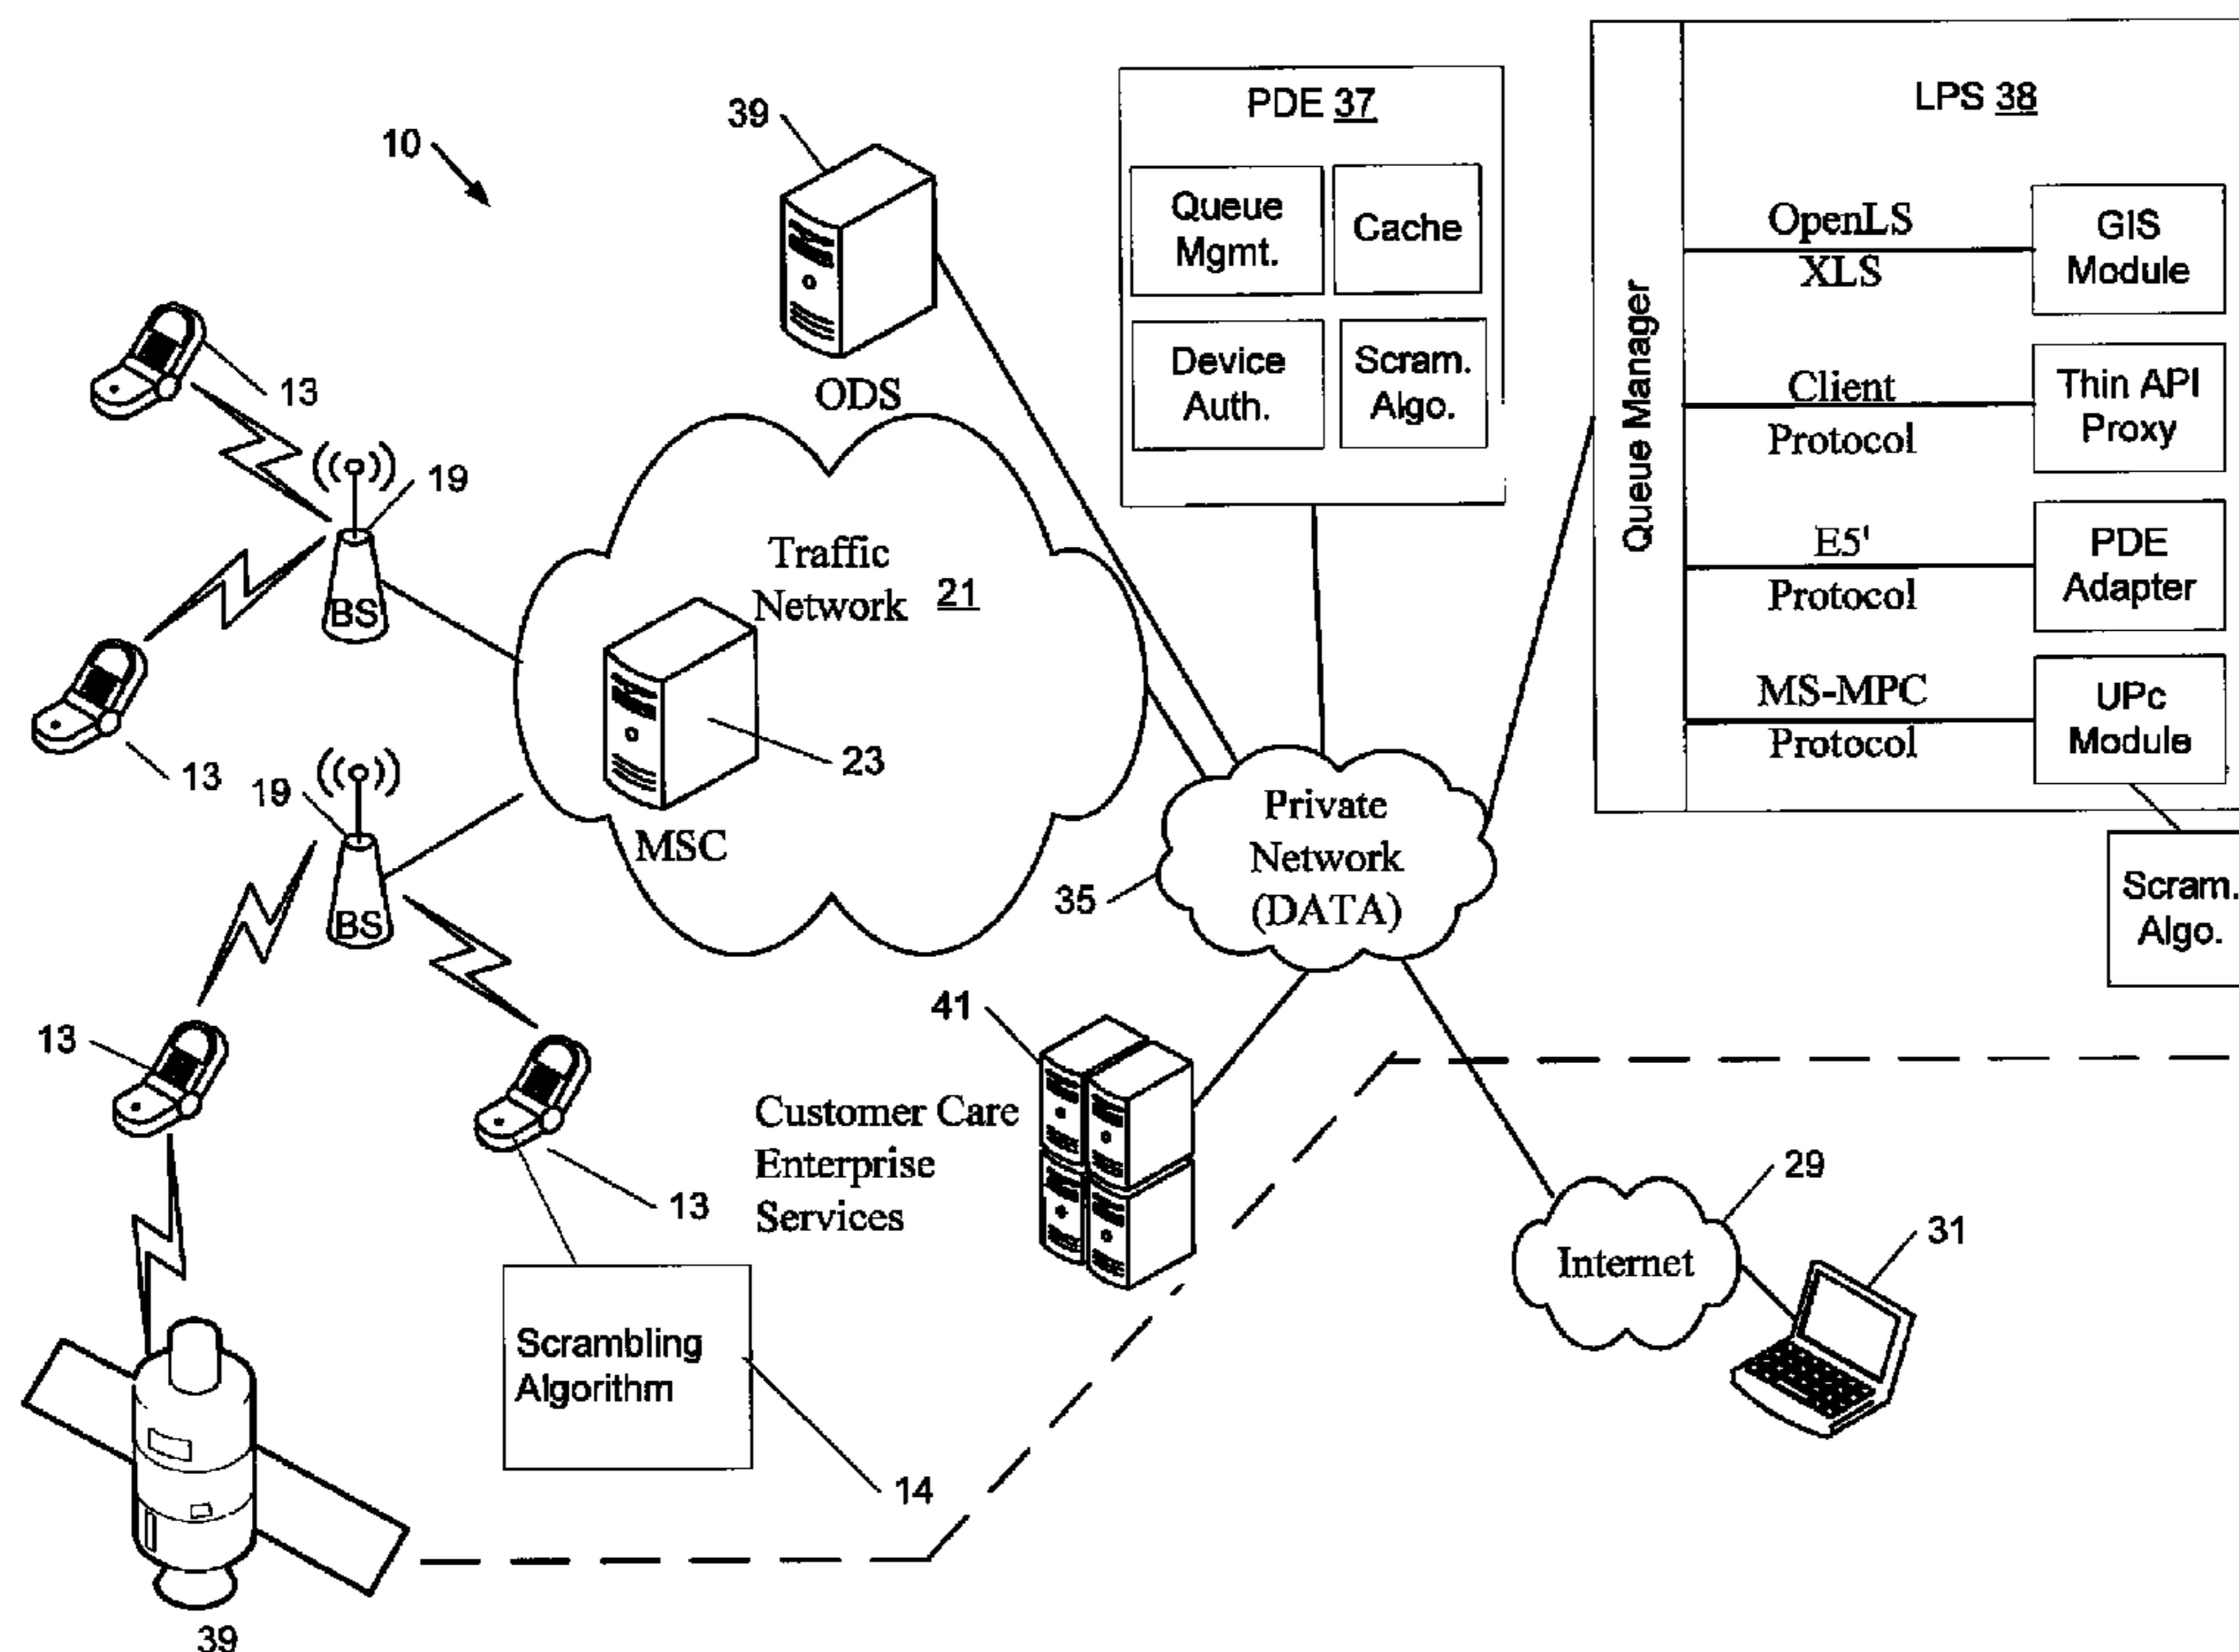 10
39
ODS
PDE 37
Queue
Mgmt.
Cache
Device
Auth.
Scram.
Algo.
LPS 38
Queue Manager
OpenLS
XLS
GIS
Module
Client
Protocol
Thin API
Proxy
E5'
Protocol
PDE
Adapter
MS-MPC
Protocol
UPc
Module
Scram.
Algo.
13
19
BS
13
Traffic
Network 21
23
MSC
19
BS
Private
Network
(DATA)
35
13
13
Scrambling
Algorithm
14
39
41
Customer Care
Enterprise
Services
29
Internet
31